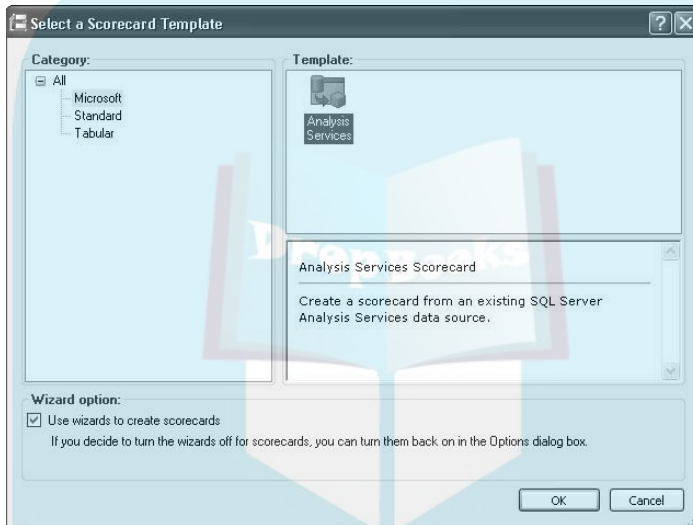 Select a Scorecard Template
Category:
All
Microsoft
Standard
Tabular
Template:
Analysis
Services
DropBooks
Analysis Services Scorecard
Create a scorecard from an existing SQL Server
Analysis Services data source.
Wizard option:
Use wizards to create scorecards
If you decide to turn the wizards off for scorecards, you can turn them back on in the Options dialog box.
OK
Cancel